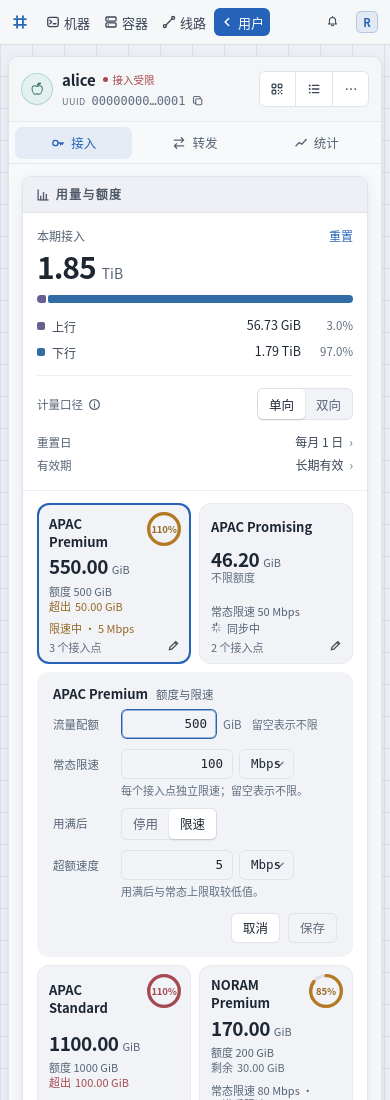 机器 容器 线路 用户 R
alice 接入受限
UUID 00000000…0001
接入 转发 统计
用量与额度
本期接入 重置
1.85 TiB
上行 56.73 GiB 3.0%
下行 1.79 TiB 97.0%
计量口径 单向 双向
重置日 每月 1 日 ›
有效期 长期有效 ›
APAC Premium 110%
550.00 GiB
额度 500 GiB
超出 50.00 GiB
限速中 · 5 Mbps
3 个接入点
APAC Promising
46.20 GiB
不限额度
常态限速 50 Mbps
同步中
2 个接入点
APAC Premium 额度与限速
流量配额 500 GiB 留空表示不限
常态限速 100 Mbps
每个接入点独立限速；留空表示不限。
用满后 停用 限速
超额速度 5 Mbps
用满后与常态上限取较低值。
取消 保存
APAC Standard 110%
1100.00 GiB
额度 1000 GiB
超出 100.00 GiB
NORAM Premium 85%
170.00 GiB
额度 200 GiB
剩余 30.00 GiB
常态限速 80 Mbps ·